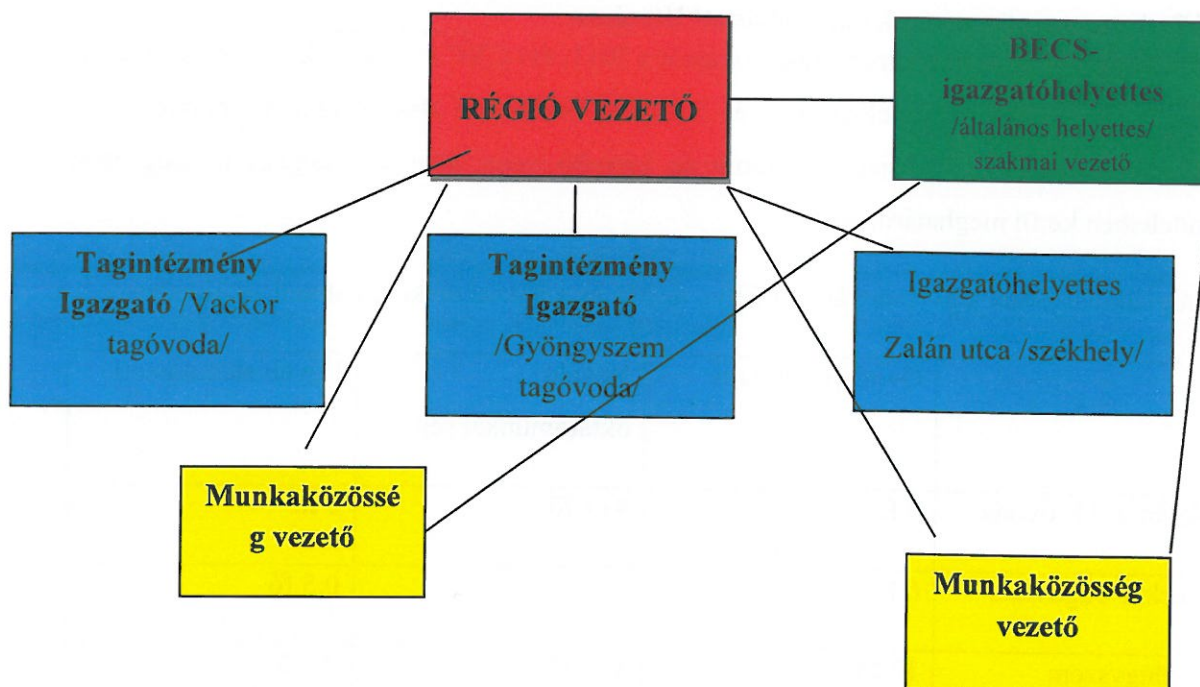 RÉGIÓ VEZETŐ
BECS-
igazgatóhelyettes
/általános helyettes/
szakmai vezető
Tagintézmény
Igazgató /Vackor
tagóvoda/
Tagintézmény
Igazgató
/Gyöngyszem
tagóvoda/
Igazgatóhelyettes
Zalán utca /székhely/
Munkaközössé
g vezető
Munkaközösség
vezető